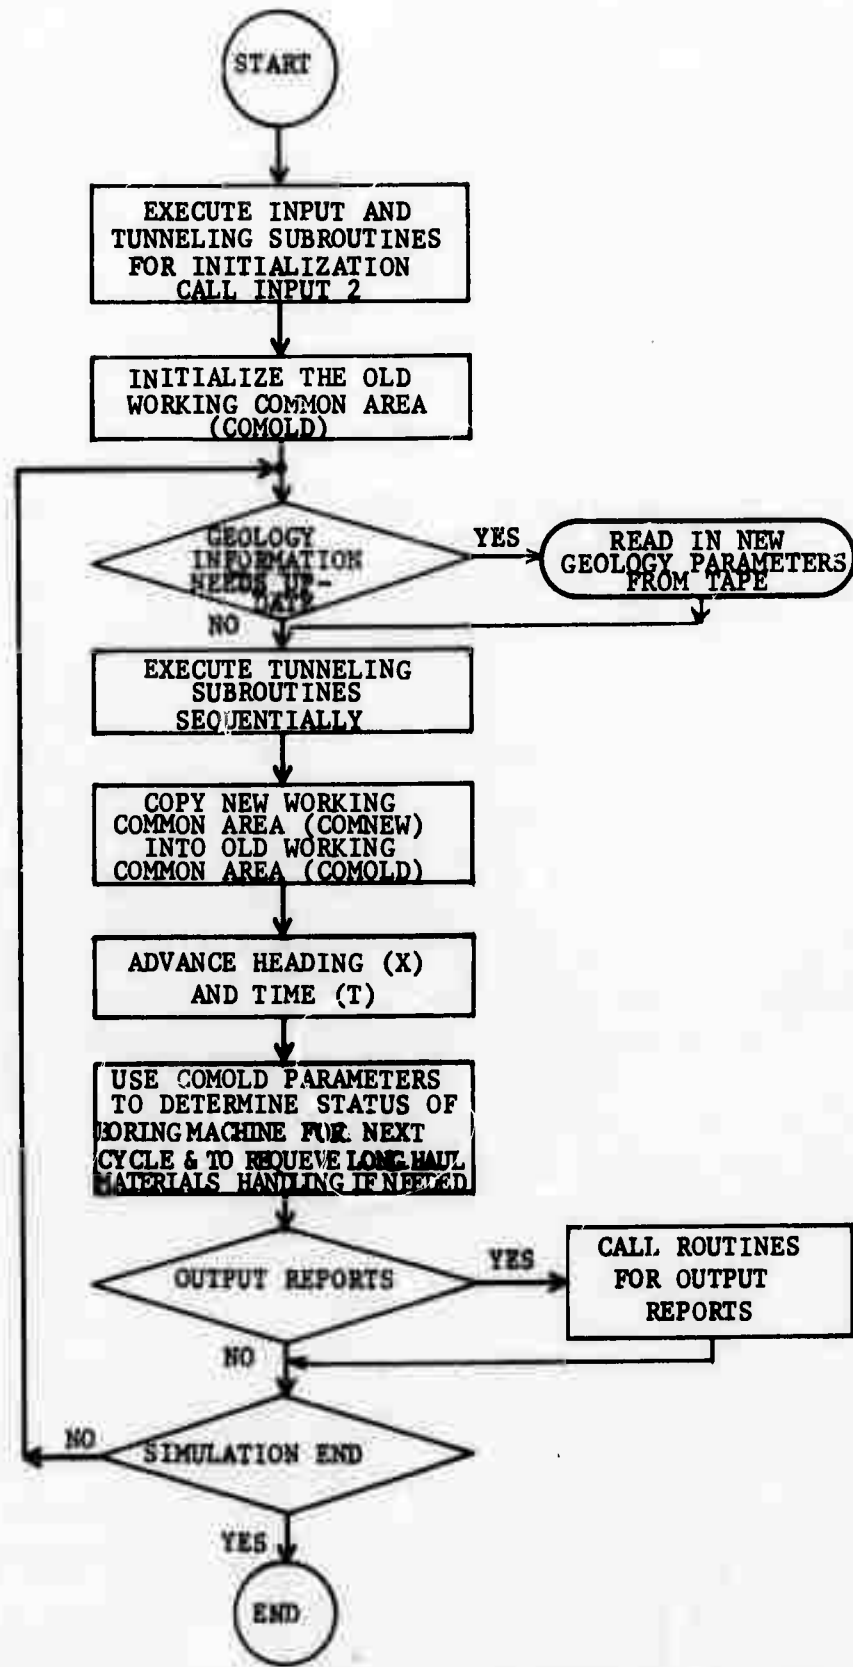 START
EXECUTE INPUT AND
TUNNELING SUBROUTINES
FOR INITIALIZATION
CALL INPUT 2
INITIALIZE THE OLD
WORKING COMMON AREA
(COMOLD)
GEOLOGY
INFORMATION
NEEDS UP-
DATE
YES
READ IN NEW
GEOLOGY PARAMETERS
FROM TAPE
NO
EXECUTE TUNNELING
SUBROUTINES
SEQUENTIALLY
COPY NEW WORKING
COMMON AREA (COMNEW)
INTO OLD WORKING
COMMON AREA (COMOLD)
ADVANCE HEADING (X)
AND TIME (T)
USE COMOLD PARAMETERS
TO DETERMINE STATUS OF
BORING MACHINE FOR NEXT
CYCLE & TO REQUEVE LONG HAUL
MATERIALS HANDLING IF NEEDED
OUTPUT REPORTS
YES
CALL ROUTINES
FOR OUTPUT
REPORTS
NO
SIMULATION END
NO
YES
END